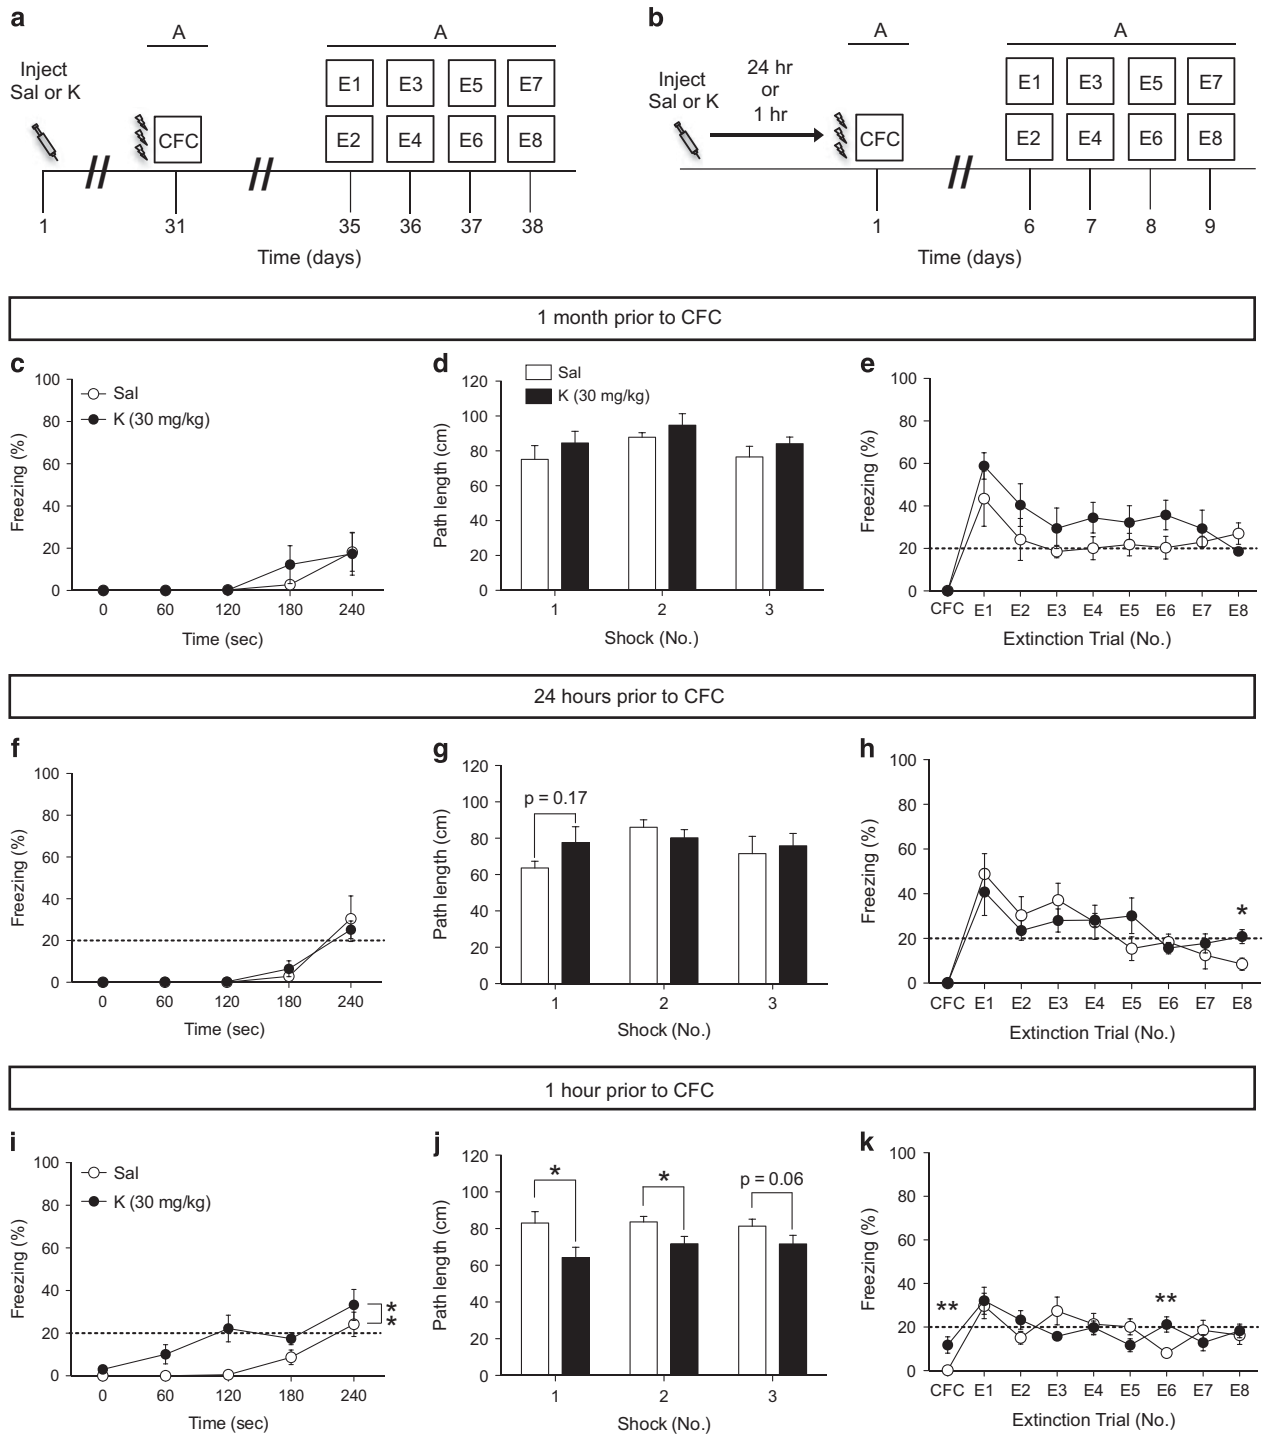 a
A
A
Inject
Sal or K
CFC
E1 E3 E5 E7
E2 E4 E6 E8
1 31 35 36 37 38
Time (days)
b
A
A
Inject
Sal or K
24 hr
or
1 hr
CFC
E1 E3 E5 E7
E2 E4 E6 E8
1 6 7 8 9
Time (days)
1 month prior to CFC
c
Freezing (%)
100
80
60
40
20
0
Sal
K (30 mg/kg)
0 60 120 180 240
Time (sec)
d
Path length (cm)
120
100
80
60
40
20
0
Sal
K (30 mg/kg)
1 2 3
Shock (No.)
e
Freezing (%)
100
80
60
40
20
0
CFC E1 E2 E3 E4 E5 E6 E7 E8
Extinction Trial (No.)
24 hours prior to CFC
f
Freezing (%)
100
80
60
40
20
0
0 60 120 180 240
Time (sec)
g
Path length (cm)
120
100
80
60
40
20
0
p = 0.17
1 2 3
Shock (No.)
h
Freezing (%)
100
80
60
40
20
0
*
CFC E1 E2 E3 E4 E5 E6 E7 E8
Extinction Trial (No.)
1 hour prior to CFC
i
Freezing (%)
100
80
60
40
20
0
Sal
K (30 mg/kg)
**
0 60 120 180 240
Time (sec)
j
Path length (cm)
120
100
80
60
40
20
0
*
*
p = 0.06
1 2 3
Shock (No.)
k
Freezing (%)
100
80
60
40
20
0
** **
CFC E1 E2 E3 E4 E5 E6 E7 E8
Extinction Trial (No.)